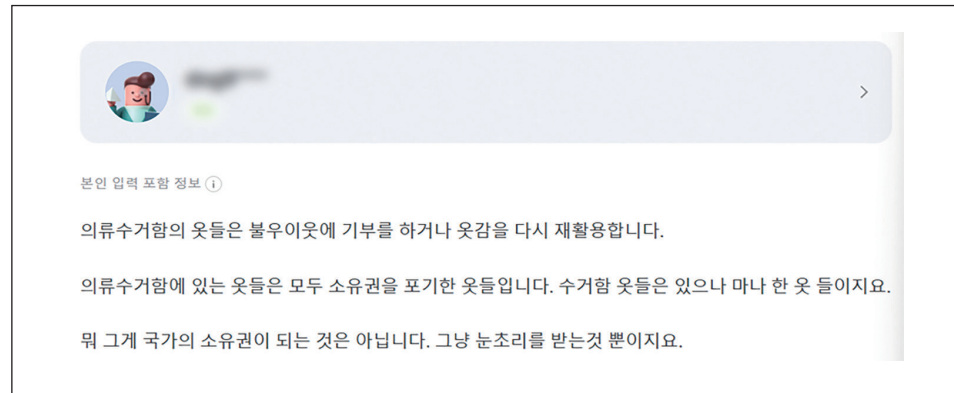 본인 입력 포함 정보
의류수거함의 옷들은 불우이웃에 기부를 하거나 옷감을 다시 재활용합니다.
의류수거함에 있는 옷들은 모두 소유권을 포기한 옷들입니다. 수거함 옷들은 있으나 마나 한 옷 들이지요.
뭐 그게 국가의 소유권이 되는 것은 아닙니다. 그냥 눈초리를 받는것 뿐이지요.